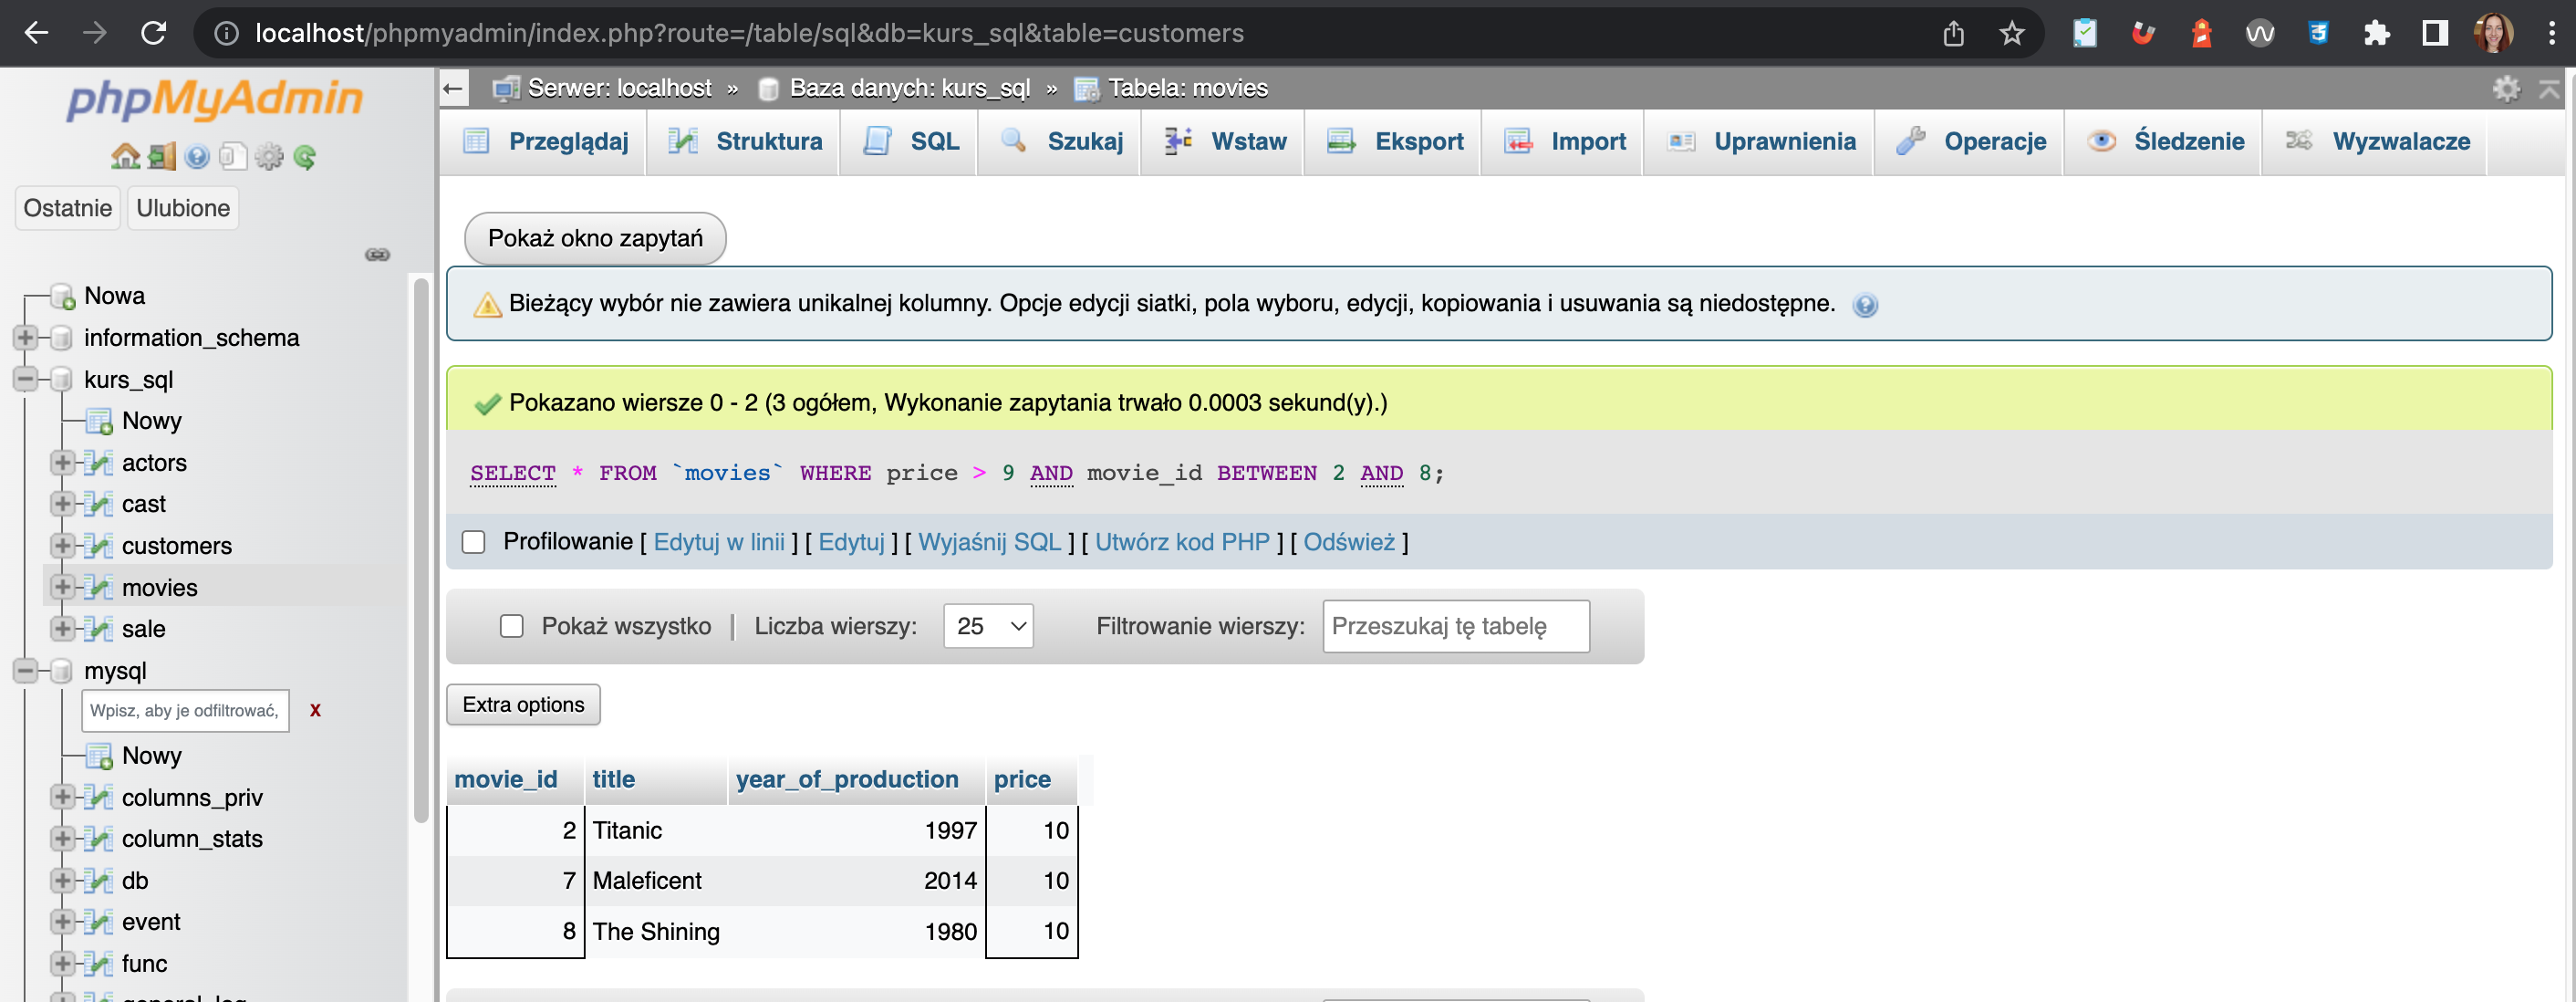 localhost/phpmyadmin/index.php?route=/table/sql&db=kurs_sql&table=customers
phpMyAdmin
Ostatnie Ulubione
Nowa
information_schema
kurs_sql
Nowy
actors
cast
customers
movies
sale
mysql
Wpisz, aby je odfiltrować,
X
Nowy
columns_priv
column_stats
db
event
func
general_log
Serwer: localhost » Baza danych: kurs_sql » Tabela: movies
Przeglądaj Struktura SQL Szukaj Wstaw Eksport Import Uprawnienia Operacje Śledzenie Wyzwalacze
Pokaż okno zapytań
Bieżący wybór nie zawiera unikalnej kolumny. Opcje edycji siatki, pola wyboru, edycji, kopiowania i usuwania są niedostępne.
Pokazano wiersze 0 - 2 (3 ogółem, Wykonanie zapytania trwało 0.0003 sekund(y).)
SELECT * FROM `movies` WHERE price > 9 AND movie_id BETWEEN 2 AND 8;
Profilowanie [ Edytuj w linii ] [ Edytuj ] [ Wyjaśnij SQL ] [ Utwórz kod PHP ] [ Odśwież ]
Pokaż wszystko | Liczba wierszy: 25 Filtrowanie wierszy: Przeszukaj tę tabelę
Extra options
movie_id title year_of_production price
2 Titanic 1997 10
7 Maleficent 2014 10
8 The Shining 1980 10